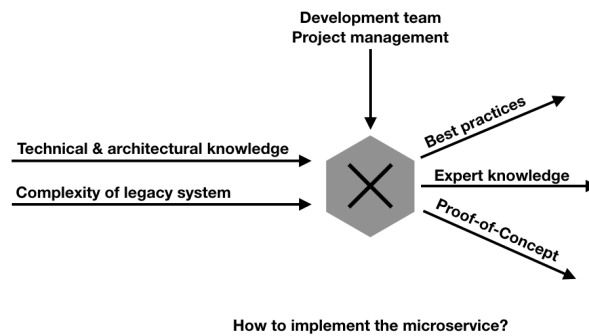 Development team
Project management
Technical & architectural knowledge
Complexity of legacy system
Best practices
Expert knowledge
Proof-of-Concept
How to implement the microservice?